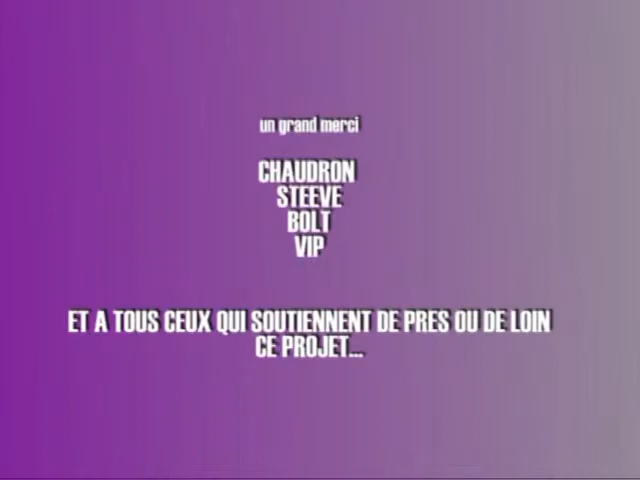 un grand merci
CHAUDRON
STEEVE
BOLT
VIP
ET A TOUS CEUX QUI SOUTIENNENT DE PRES OU DE LOIN
CE PROJET...